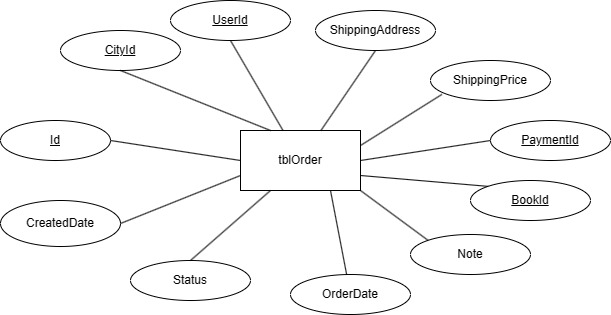 UserId
ShippingAddress
CityId
ShippingPrice
Id
PaymentId
tblOrder
BookId
CreatedDate
Note
Status
OrderDate